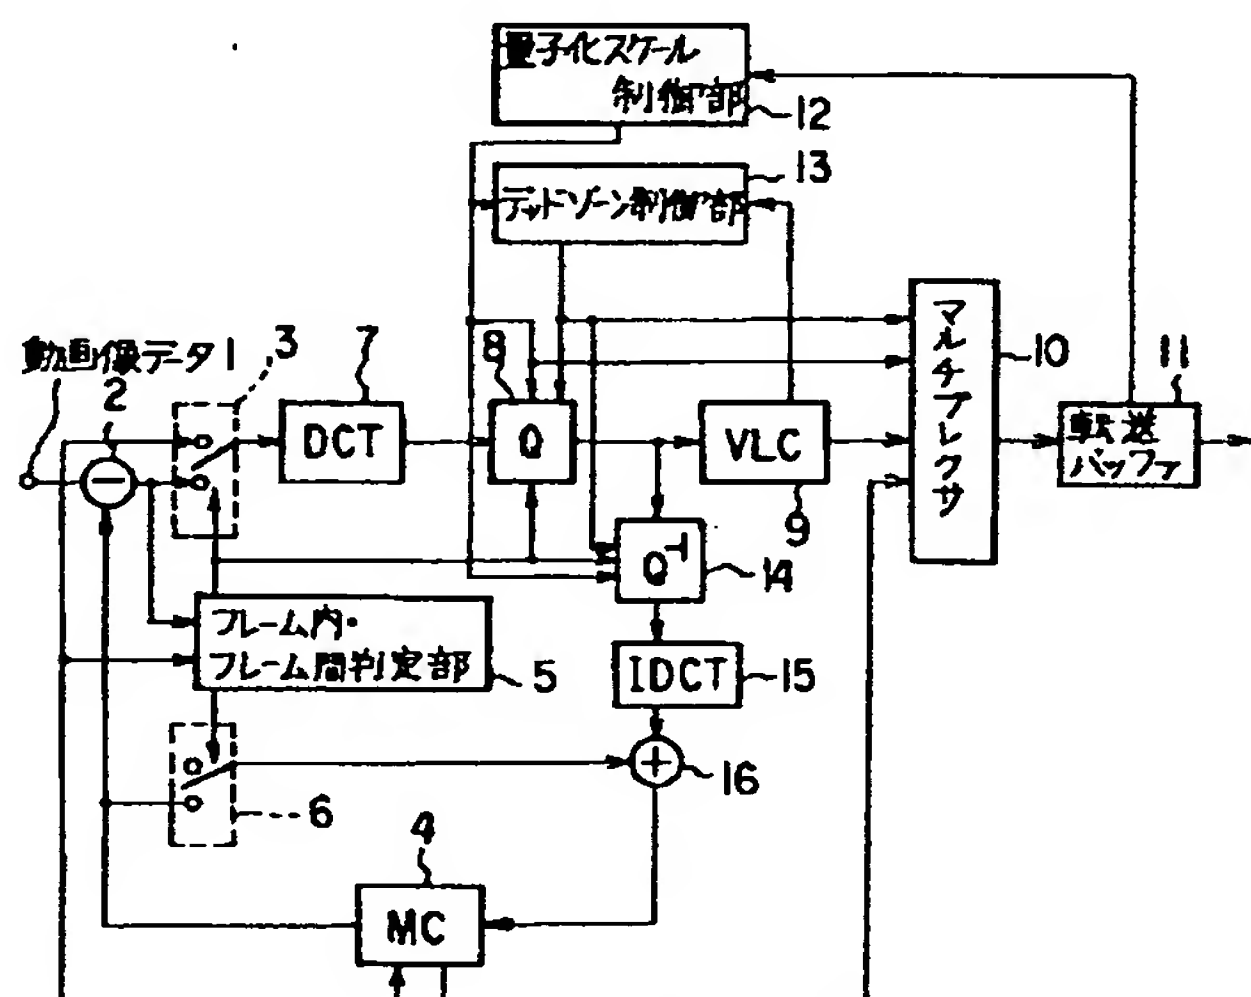 量子化スケール
制御部
12
13
デッドゾーン制御部
動画像データ1
2
3
7
DCT
8
Q
VLC
9
マルチプレクサ
10
11
転送
バッファ
Q⁻¹
14
フレーム内・
フレーム間判定部
5
IDCT
15
+
16
6
4
MC